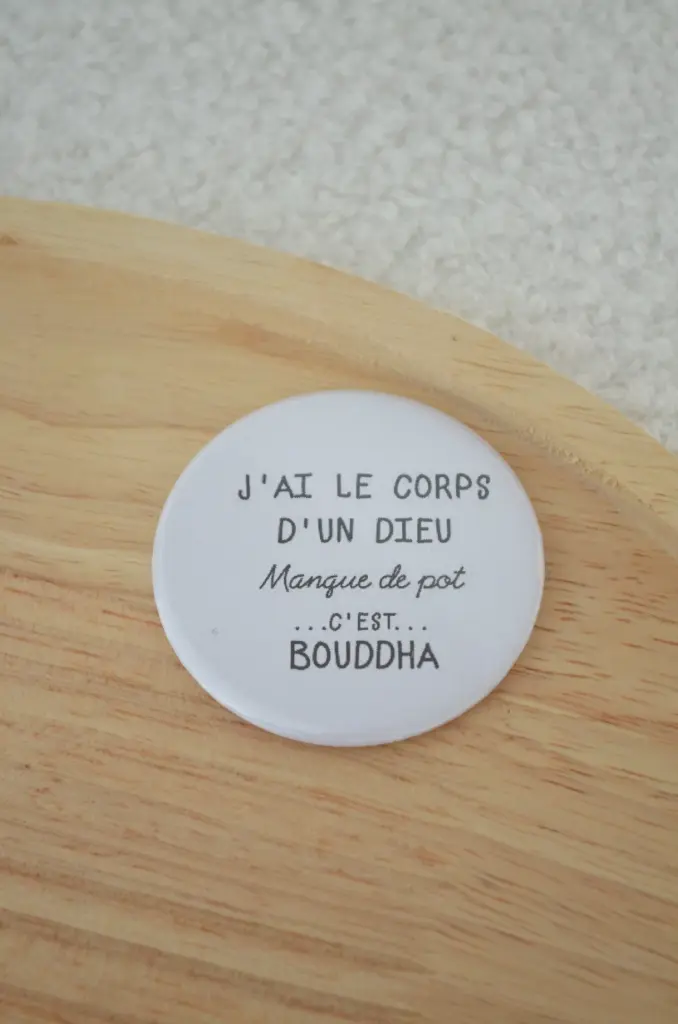 J'AI LE CORPS
D'UN DIEU
Manque de pot
...C'EST...
BOUDDHA